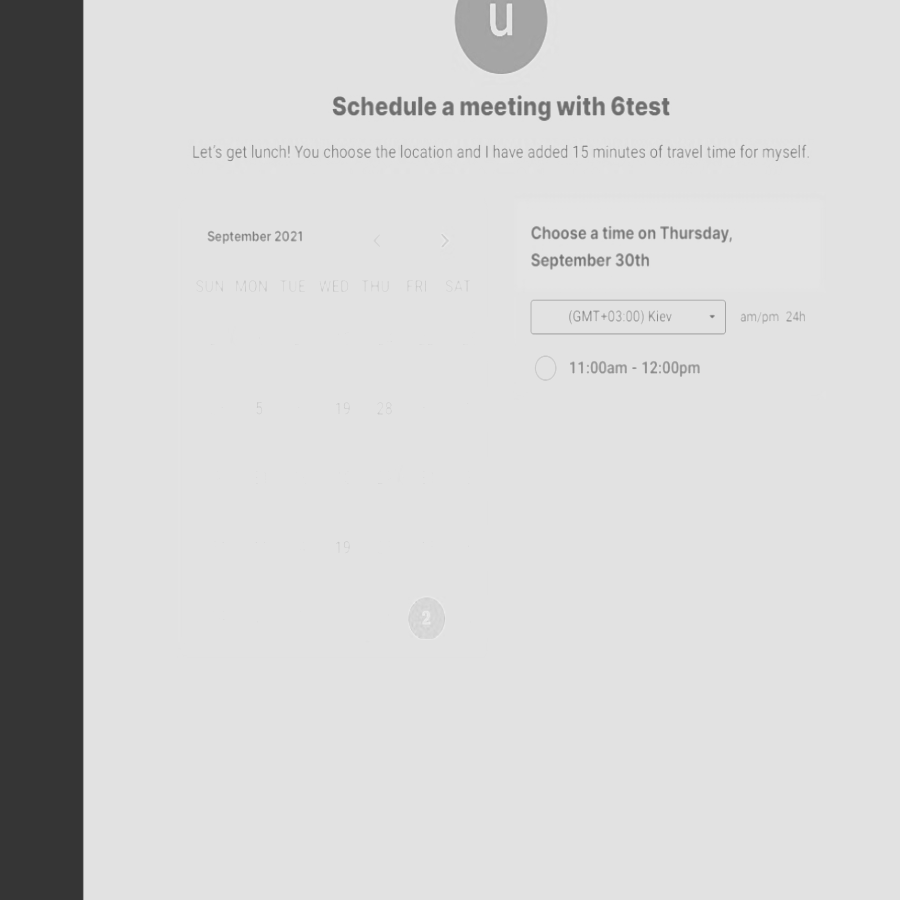 u
Schedule a meeting with 6test
Let's get lunch! You choose the location and I have added 15 minutes of travel time for myself.
September 2021
SUN MON TUE WED THU FRI SAT
5 19 23
19
2
Choose a time on Thursday,
September 30th
(GMT+03:00) Kiev
am/pm 24h
11:00am - 12:00pm